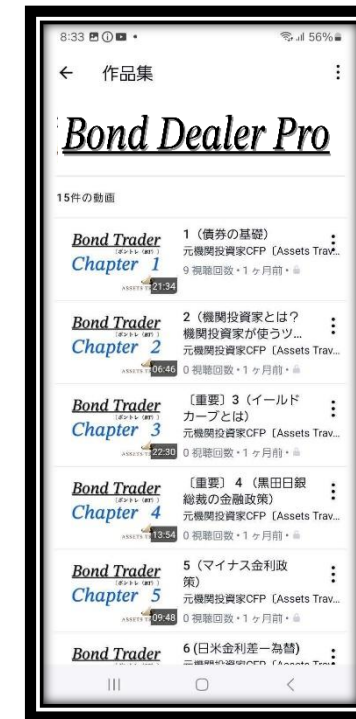 8:33
56%
作品集
Bond Dealer Pro
15件の動画
Bond Trader
Chapter 1
21:34
1（債券の基礎）
元機関投資家CFP〔Assets Trav...
9 視聴回数・1 ヶ月前・
Bond Trader
Chapter 2
06:46
2（機関投資家とは？
機関投資家が使うツ...
元機関投資家CFP〔Assets Trav...
0 視聴回数・1 ヶ月前・
Bond Trader
Chapter 3
22:30
〔重要〕3（イールド
カーブとは）
元機関投資家CFP〔Assets Trav...
0 視聴回数・1 ヶ月前・
Bond Trader
Chapter 4
13:54
〔重要〕 4 （黒田日銀
総裁の金融政策）
元機関投資家CFP〔Assets Trav...
0 視聴回数・1 ヶ月前・
Bond Trader
Chapter 5
09:48
5（マイナス金利政
策）
元機関投資家CFP〔Assets Trav...
0 視聴回数・1 ヶ月前・
Bond Trader
6 (日米金利差ー為替)